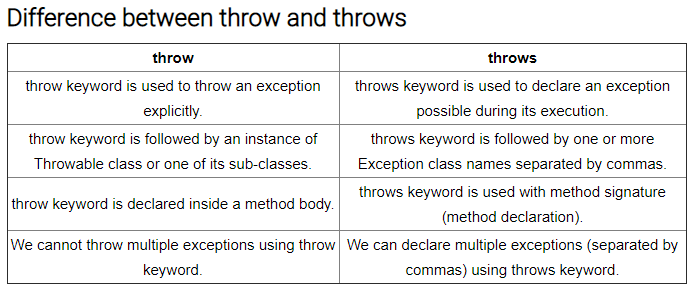 Difference between throw and throws
throw
throws
throw keyword is used to throw an exception
explicitly.
throws keyword is used to declare an exception
possible during its execution.
throw keyword is followed by an instance of
Throwable class or one of its sub-classes.
throws keyword is followed by one or more
Exception class names separated by commas.
throw keyword is declared inside a method body.
throws keyword is used with method signature
(method declaration).
We cannot throw multiple exceptions using throw
keyword.
We can declare multiple exceptions (separated by
commas) using throws keyword.